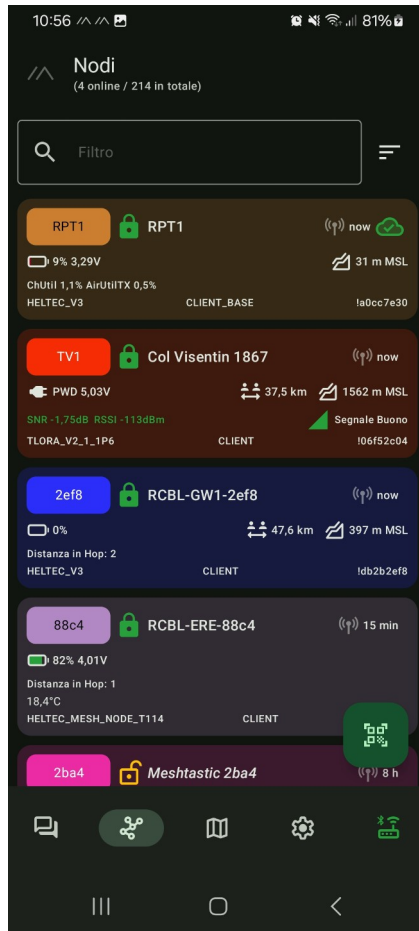 10:56
81%
Nodi
(4 online / 214 in totale)
Filtro
RPT1 RPT1 now
9% 3,29V 31 m MSL
ChUtil 1,1% AirUtilTX 0,5%
HELTEC_V3 CLIENT_BASE !a0cc7e30
TV1 Col Visentin 1867 now
PWD 5,03V 37,5 km 1562 m MSL
SNR -1,75dB RSSI -113dBm Segnale Buono
TLORA_V2_1_1P6 CLIENT !06f52c04
2ef8 RCBL-GW1-2ef8 now
0% 47,6 km 397 m MSL
Distanza in Hop: 2
HELTEC_V3 CLIENT !db2b2ef8
88c4 RCBL-ERE-88c4 15 min
82% 4,01V
Distanza in Hop: 1
18,4°C
HELTEC_MESH_NODE_T114 CLIENT
2ba4 Meshtastic 2ba4 8 h